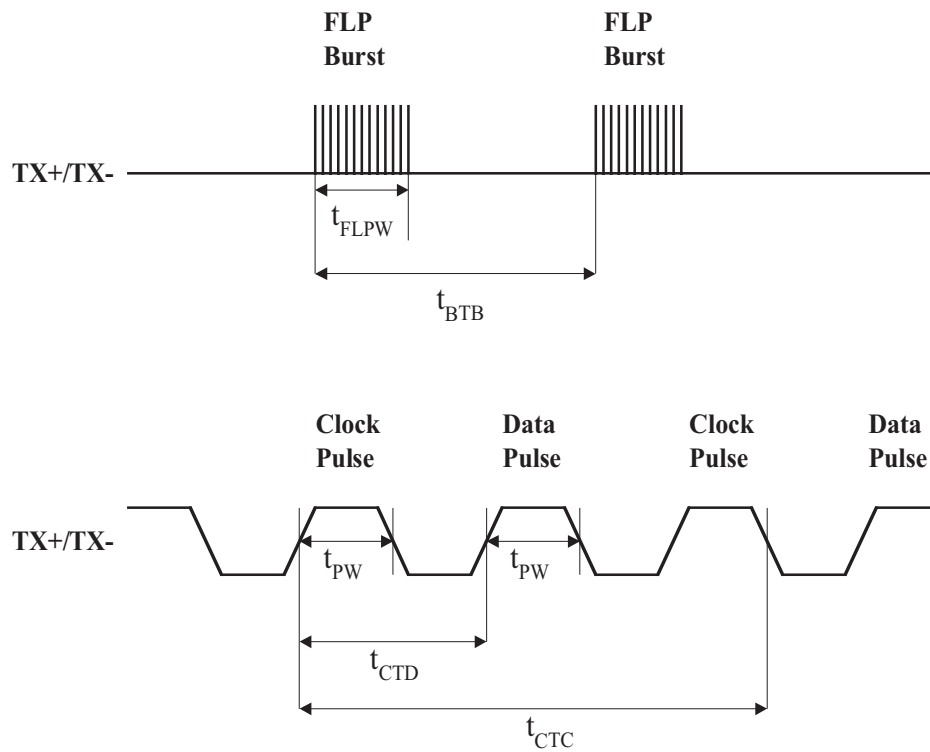 FLP FLP
Burst Burst
TX+/TX-
tFLPW
tBTB
Clock Data Clock Data
Pulse Pulse Pulse Pulse
TX+/TX-
tPW tPW
tCTD
tCTC